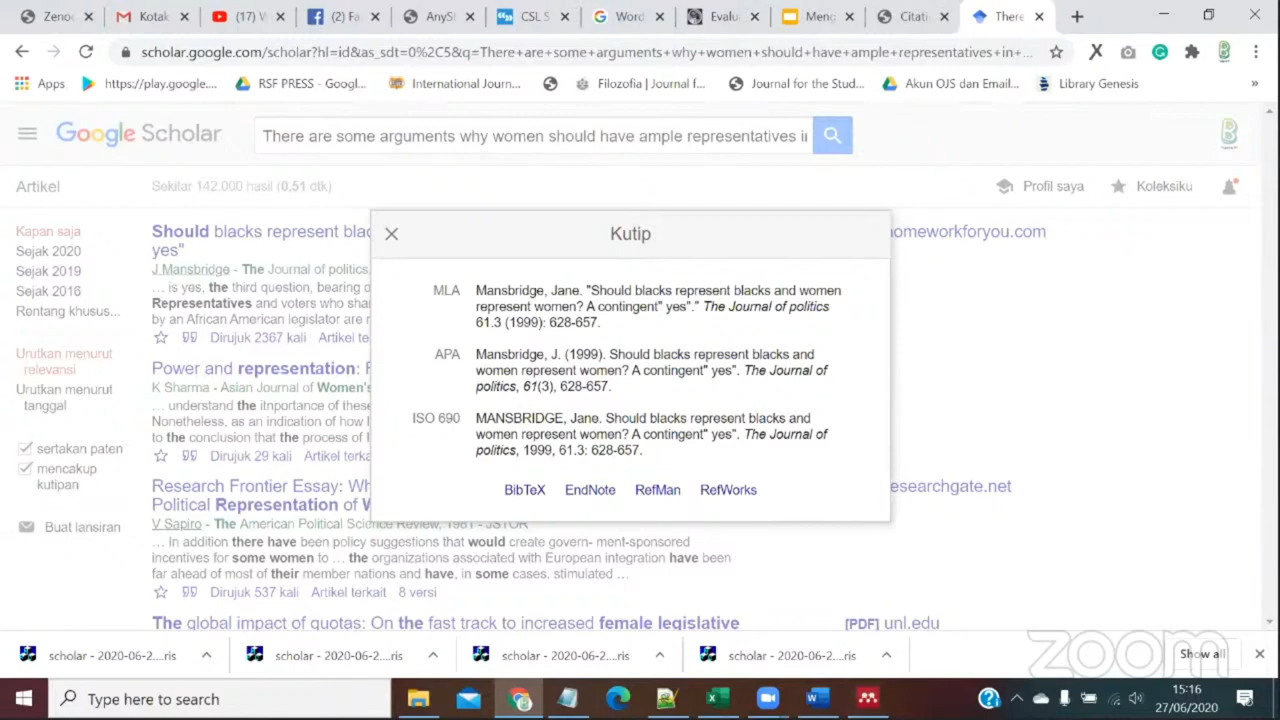 Zeno
Kotak
(17) W
(2) Fa
AnySt
CSL S
Word
Evalu
Meng
Citati
There
scholar.google.com/scholar?hl=id&as_sdt=0%2C5&q=There+are+some+arguments+why+women+should+have+ample+representatives+in+...
Apps
https://play.google....
RSF PRESS - Googl...
International Journ...
Filozofia | Journal f...
Journal for the Stud...
Akun OJS dan Email...
Library Genesis
»
Google Scholar
There are some arguments why women should have ample representatives in
Artikel
Sekitar 142.000 hasil (0,51 dtk)
Profil saya
Koleksiku
Kapan saja
Sejak 2020
Sejak 2019
Sejak 2016
Rentang khusus...
Urutkan menurut
relevansi
Urutkan menurut
tanggal
sertakan paten
mencakup
kutipan
Buat lansiran
Should blacks represent blac
yes"
J Mansbridge - The Journal of politics,
... is yes, the third question, bearing
Representatives and voters who sha
by an African American legislator are
Dirujuk 2367 kali Artikel te
omeworkforyou.com
Power and representation: F
K Sharma - Asian Journal of Women's
... understand the itnportance of these
Nonetheless, as an indication of how
to the conclusion that the process of
Dirujuk 29 kali Artikel terka
Research Frontier Essay: Wh
Political Representation of W
V Sapiro - The American Political Science Review, 1981 - JSTOR
... In addition there have been policy suggestions that would create govern- ment-sponsored
incentives for some women to ... the organizations associated with European integration have been
far ahead of most of their member nations and have, in some cases, stimulated ...
Dirujuk 537 kali Artikel terkait 8 versi
esearchgate.net
The global impact of quotas: On the fast track to increased female legislative
[PDF] unl.edu
Kutip
MLA
Mansbridge, Jane. "Should blacks represent blacks and women
represent women? A contingent" yes"." The Journal of politics
61.3 (1999): 628-657.
APA
Mansbridge, J. (1999). Should blacks represent blacks and
women represent women? A contingent" yes". The Journal of
politics, 61(3), 628-657.
ISO 690
MANSBRIDGE, Jane. Should blacks represent blacks and
women represent women? A contingent" yes". The Journal of
politics, 1999, 61.3: 628-657.
BibTeX EndNote RefMan RefWorks
scholar - 2020-06-2....ris
scholar - 2020-06-2....ris
scholar - 2020-06-2....ris
scholar - 2020-06-2....ris
Show all
zoom
Type here to search
15:16
27/06/2020